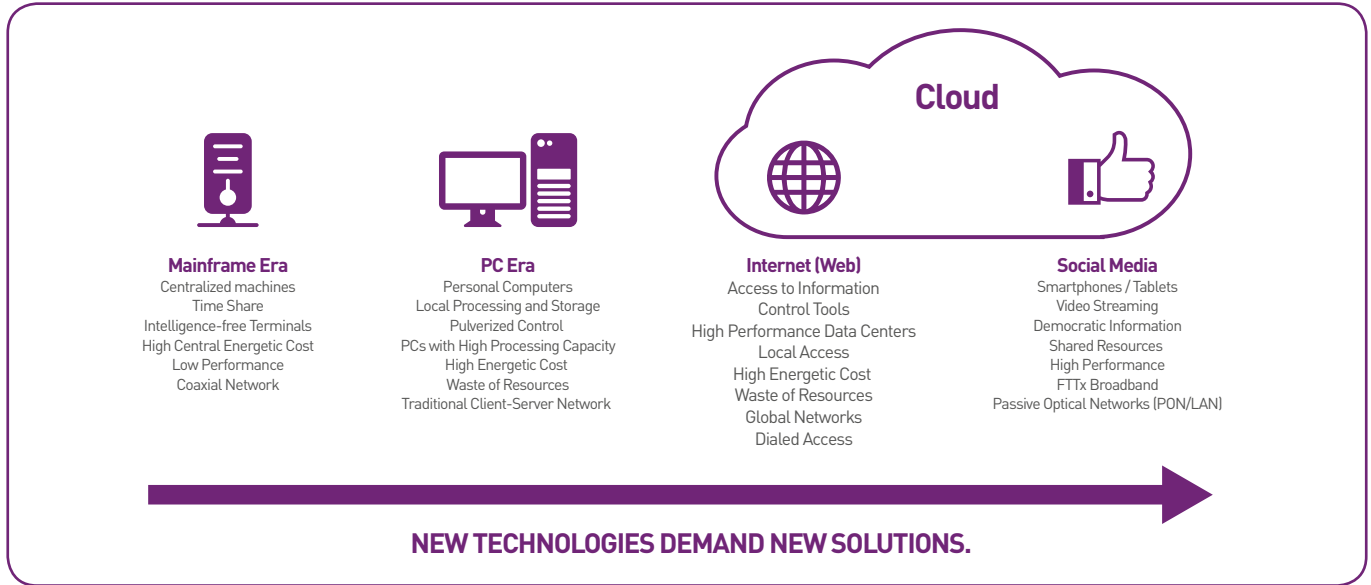 Cloud
Mainframe Era
Centralized machines
Time Share
Intelligence-free Terminals
High Central Energetic Cost
Low Performance
Coaxial Network
PC Era
Personal Computers
Local Processing and Storage
Pulverized Control
PCs with High Processing Capacity
High Energetic Cost
Waste of Resources
Traditional Client-Server Network
Internet (Web)
Access to Information
Control Tools
High Performance Data Centers
Local Access
High Energetic Cost
Waste of Resources
Global Networks
Dialed Access
Social Media
Smartphones / Tablets
Video Streaming
Democratic Information
Shared Resources
High Performance
FTTx Broadband
Passive Optical Networks (PON/LAN)
NEW TECHNOLOGIES DEMAND NEW SOLUTIONS.